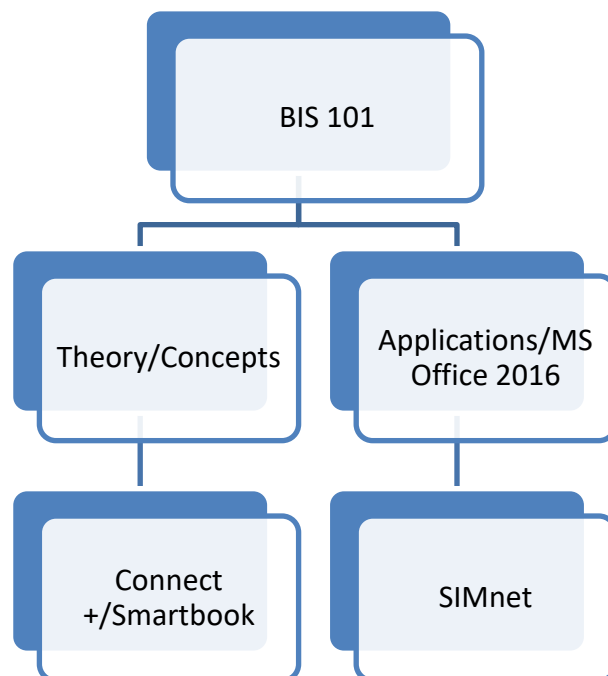 BIS 101
Theory/Concepts
Applications/MS
Office 2016
Connect
+/Smartbook
SIMnet